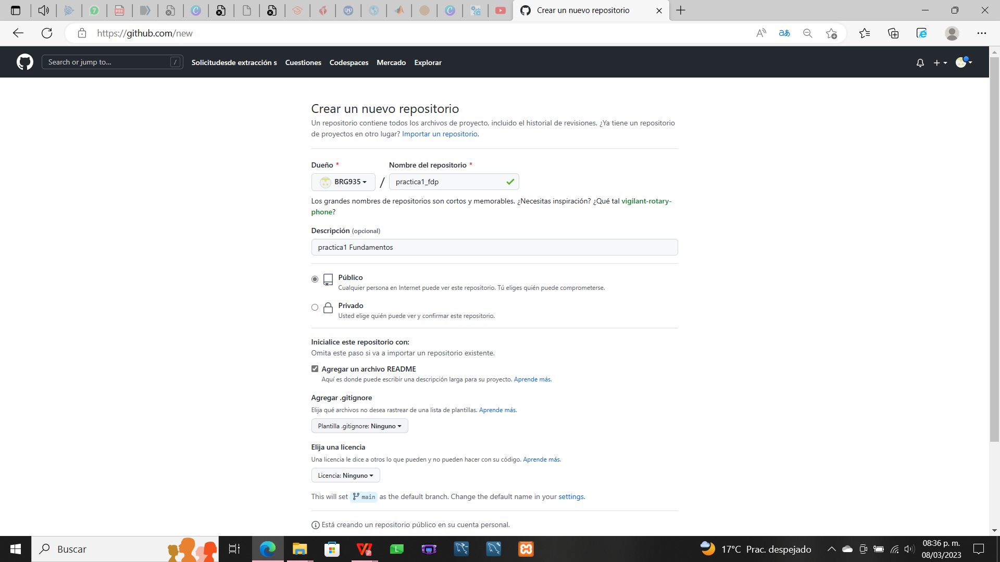 Crear un nuevo repositorio
https://github.com/new
Search or jump to...
/
Solicitudesde extracción s
Cuestiones
Codespaces
Mercado
Explorar
Crear un nuevo repositorio
Un repositorio contiene todos los archivos de proyecto, incluido el historial de revisiones. ¿Ya tiene un repositorio
de proyectos en otro lugar? Importar un repositorio.
Dueño *
Nombre del repositorio *
BRG935
/
practica1_fdp
Los grandes nombres de repositorios son cortos y memorables. ¿Necesitas inspiración? ¿Qué tal vigilant-rotary-
phone?
Descripción (opcional)
practica1 Fundamentos
Público
Cualquier persona en Internet puede ver este repositorio. Tú eliges quién puede comprometerse.
Privado
Usted elige quién puede ver y confirmar este repositorio.
Inicialice este repositorio con:
Omita este paso si va a importar un repositorio existente.
Agregar un archivo README
Aquí es donde puede escribir una descripción larga para su proyecto. Aprende más.
Agregar .gitignore
Elija qué archivos no desea rastrear de una lista de plantillas. Aprende más.
Plantilla .gitignore: Ninguno
Elija una licencia
Una licencia le dice a otros lo que pueden y no pueden hacer con su código. Aprende más.
Licencia: Ninguno
This will set main as the default branch. Change the default name in your settings.
Está creando un repositorio público en su cuenta personal.
Buscar
17°C Prac. despejado
08:36 p. m.
08/03/2023